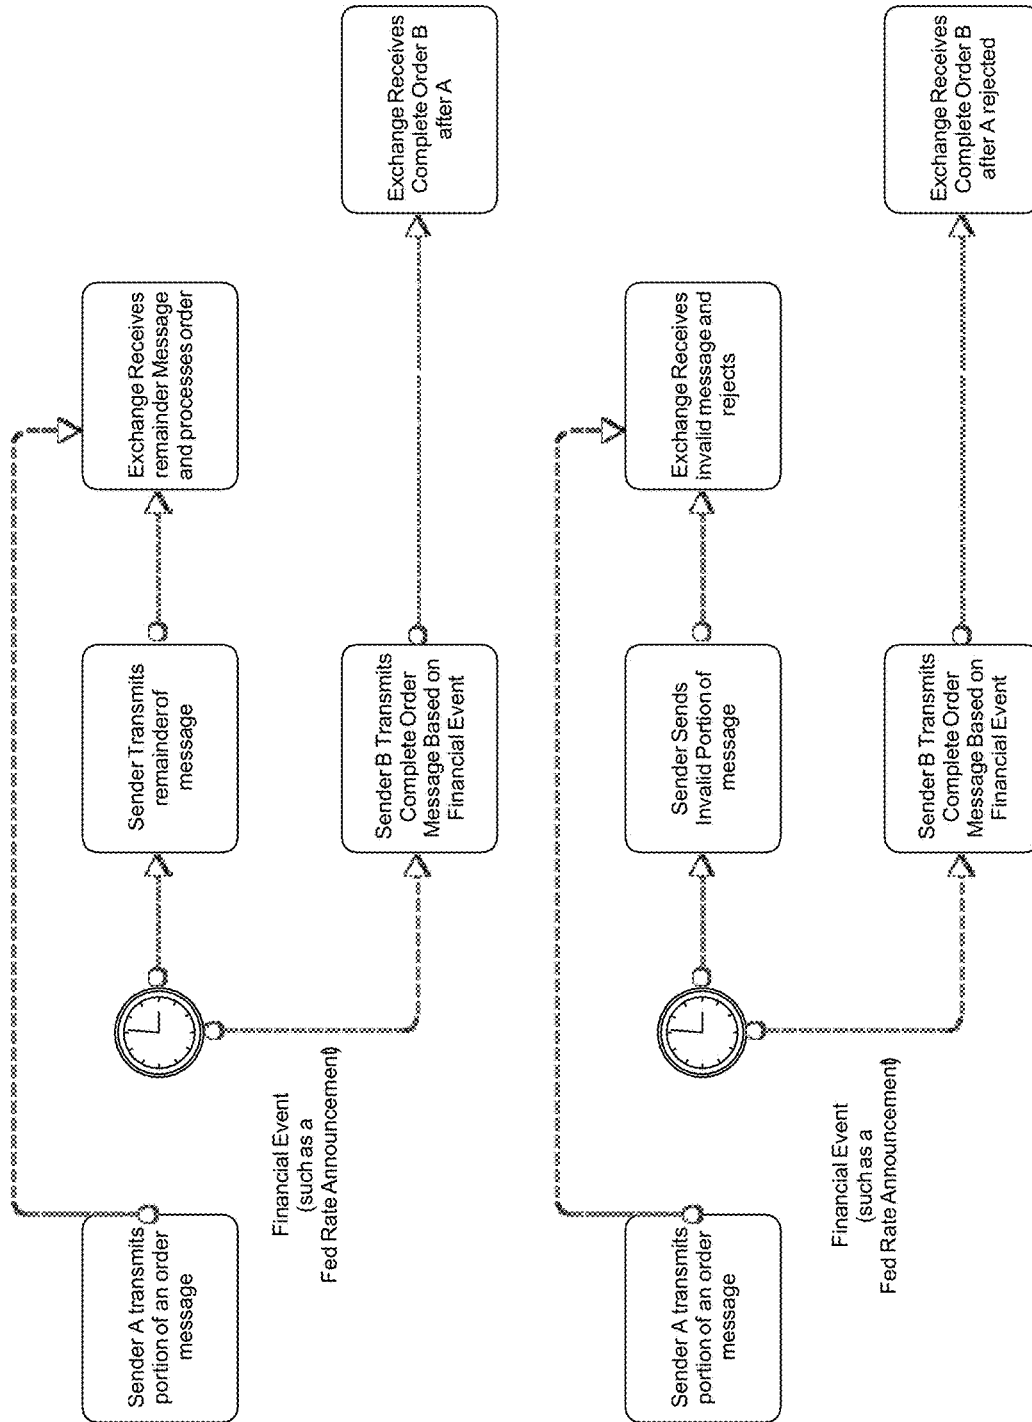 Sender A transmits
portion of an order
message
Financial Event
(such as a
Fed Rate Announcement)
Sender Transmits
remainder of
message
Exchange Receives
remainder Message
and processes order
Sender B Transmits
Complete Order
Message Based on
Financial Event
Exchange Receives
Complete Order B
after A
Sender A transmits
portion of an order
message
Financial Event
(such as a
Fed Rate Announcement)
Sender Sends
Invalid Portion of
message
Exchange Receives
invalid message and
rejects
Sender B Transmits
Complete Order
Message Based on
Financial Event
Exchange Receives
Complete Order B
after A rejected